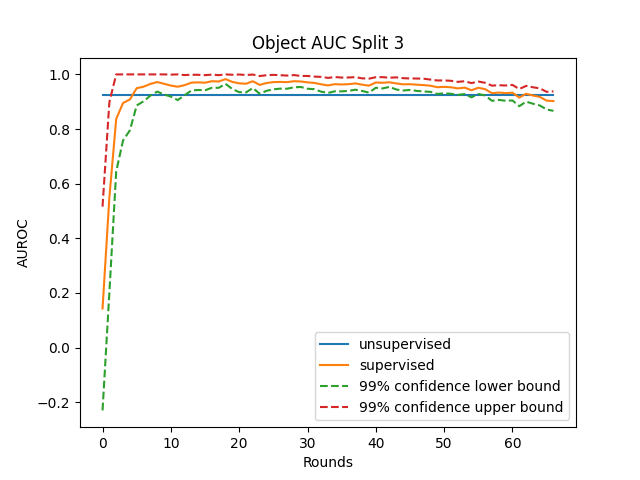 Object AUC Split 3
1.0
0.8
0.6
0.4
0.2
0.0
−0.2
AUROC
0
10
20
30
40
50
60
Rounds
unsupervised
supervised
99% confidence lower bound
99% confidence upper bound